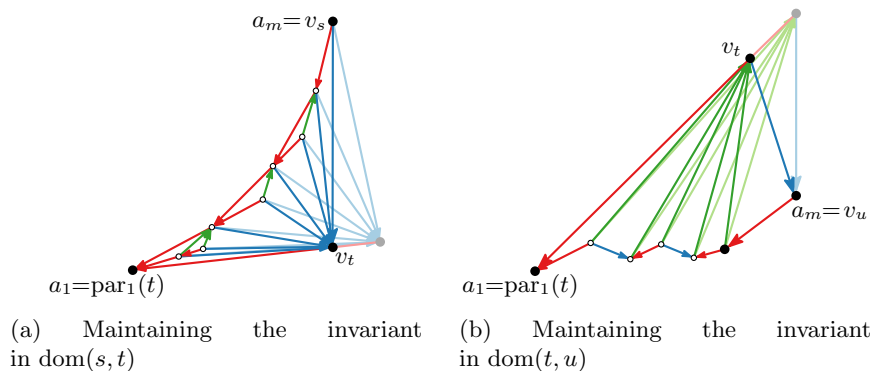 a_m=v_s
v_t
a_1=par_1(t)
(a) Maintaining the invariant
in dom(s, t)
v_t
a_m=v_u
a_1=par_1(t)
(b) Maintaining the invariant
in dom(t, u)